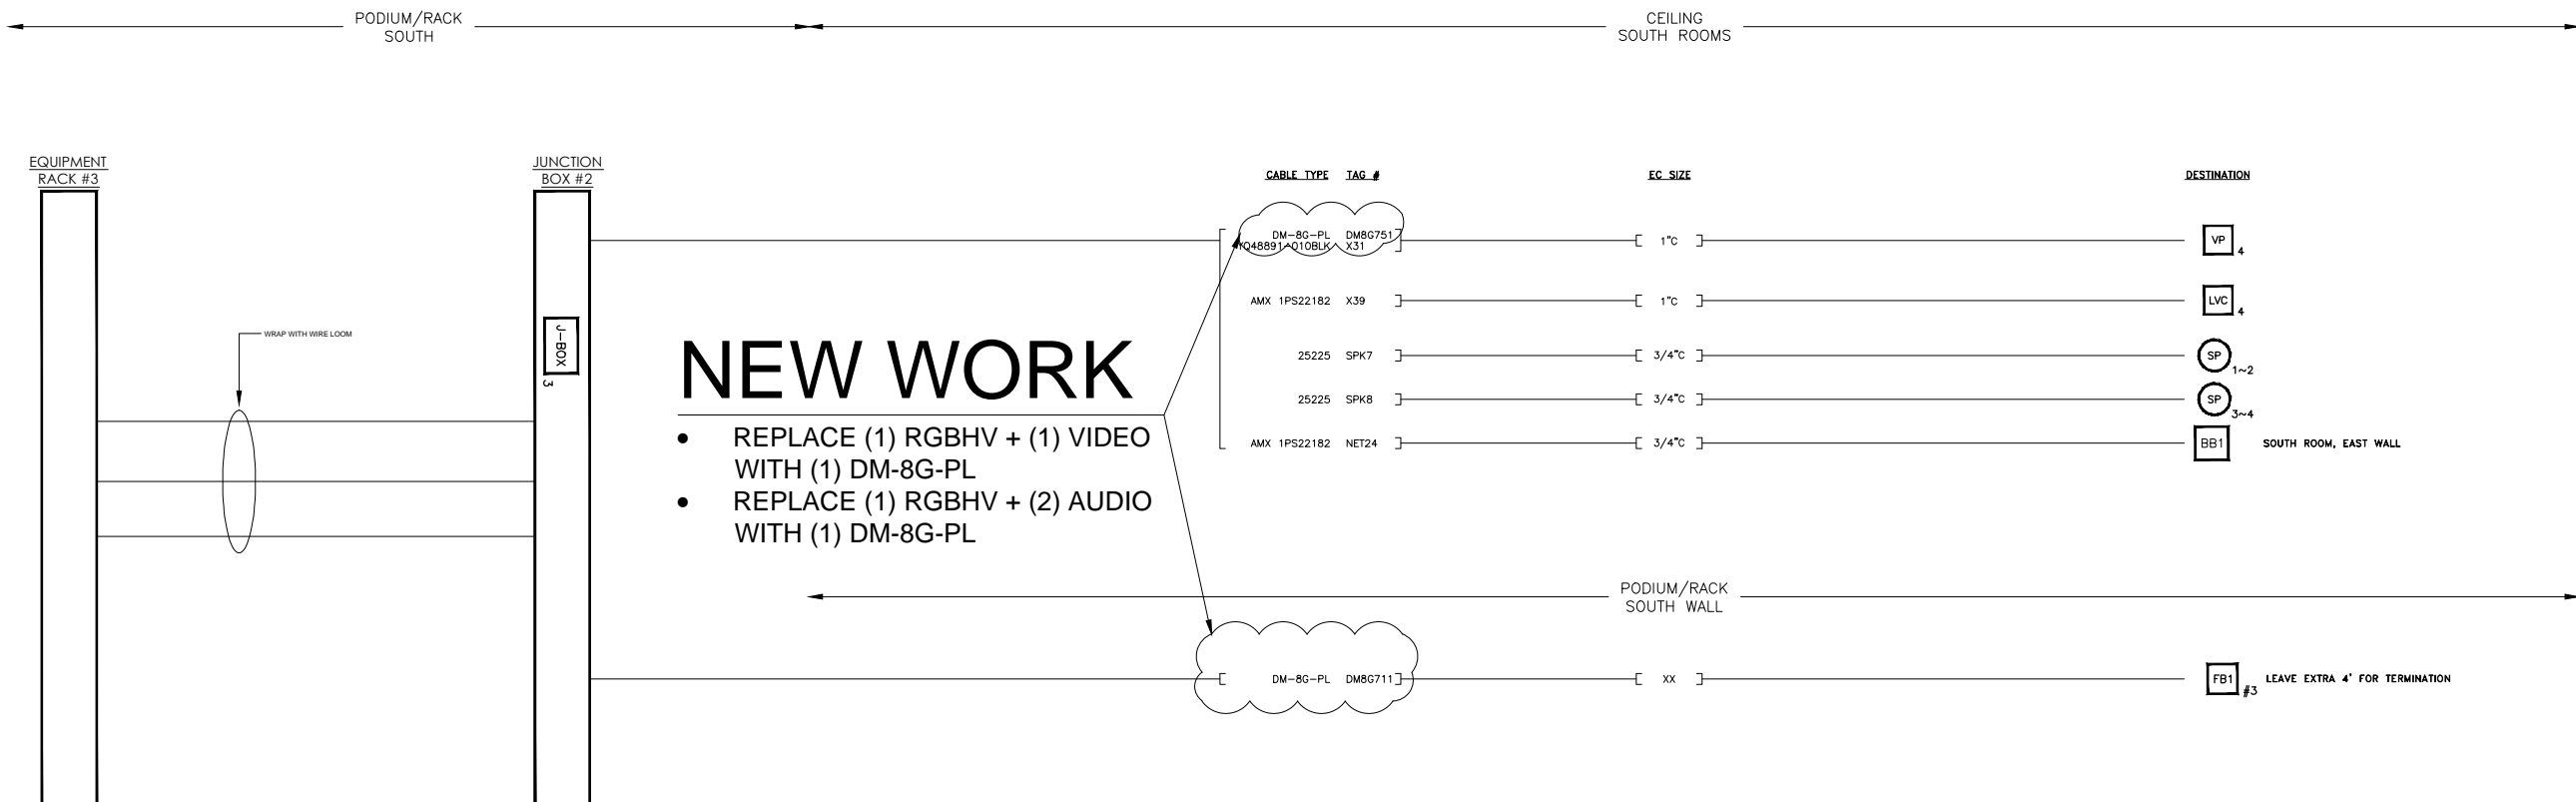 PODIUM/RACK
SOUTH
CEILING
SOUTH ROOMS
EQUIPMENT
RACK #3
JUNCTION
BOX #2
CABLE TYPE TAG # EC SIZE DESTINATION
DM-8G-PL DM8G751
Q48891-010BLK X31
1"C VP 4
AMX 1PS22182 X39 1"C LVC 4
J-BOX
3
WRAP WITH WIRE LOOM
25225 SPK7 3/4"C SP 1~2
25225 SPK8 3/4"C SP 3~4
AMX 1PS22182 NET24 3/4"C BB1 SOUTH ROOM, EAST WALL
NEW WORK
• REPLACE (1) RGBHV + (1) VIDEO
WITH (1) DM-8G-PL
• REPLACE (1) RGBHV + (2) AUDIO
WITH (1) DM-8G-PL
PODIUM/RACK
SOUTH WALL
DM-8G-PL DM8G711 XX FB1 #3 LEAVE EXTRA 4' FOR TERMINATION